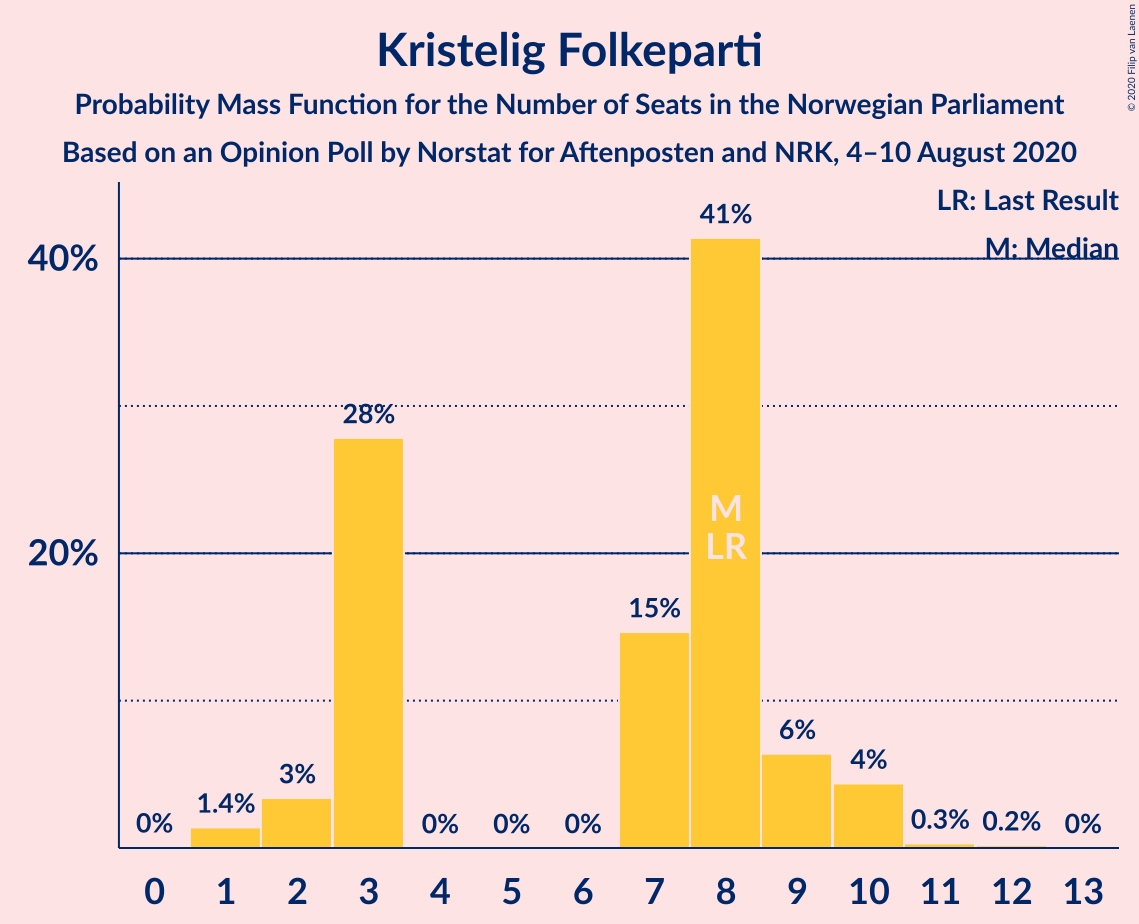 Kristelig Folkeparti
Probability Mass Function for the Number of Seats in the Norwegian Parliament
Based on an Opinion Poll by Norstat for Aftenposten and NRK, 4–10 August 2020
© 2020 Filip van Laenen
LR: Last Result
M: Median
40%
20%
0%
1.4%
3%
28%
0%
0%
0%
15%
41%
M
LR
6%
4%
0.3%
0.2%
0%
0 1 2 3 4 5 6 7 8 9 10 11 12 13